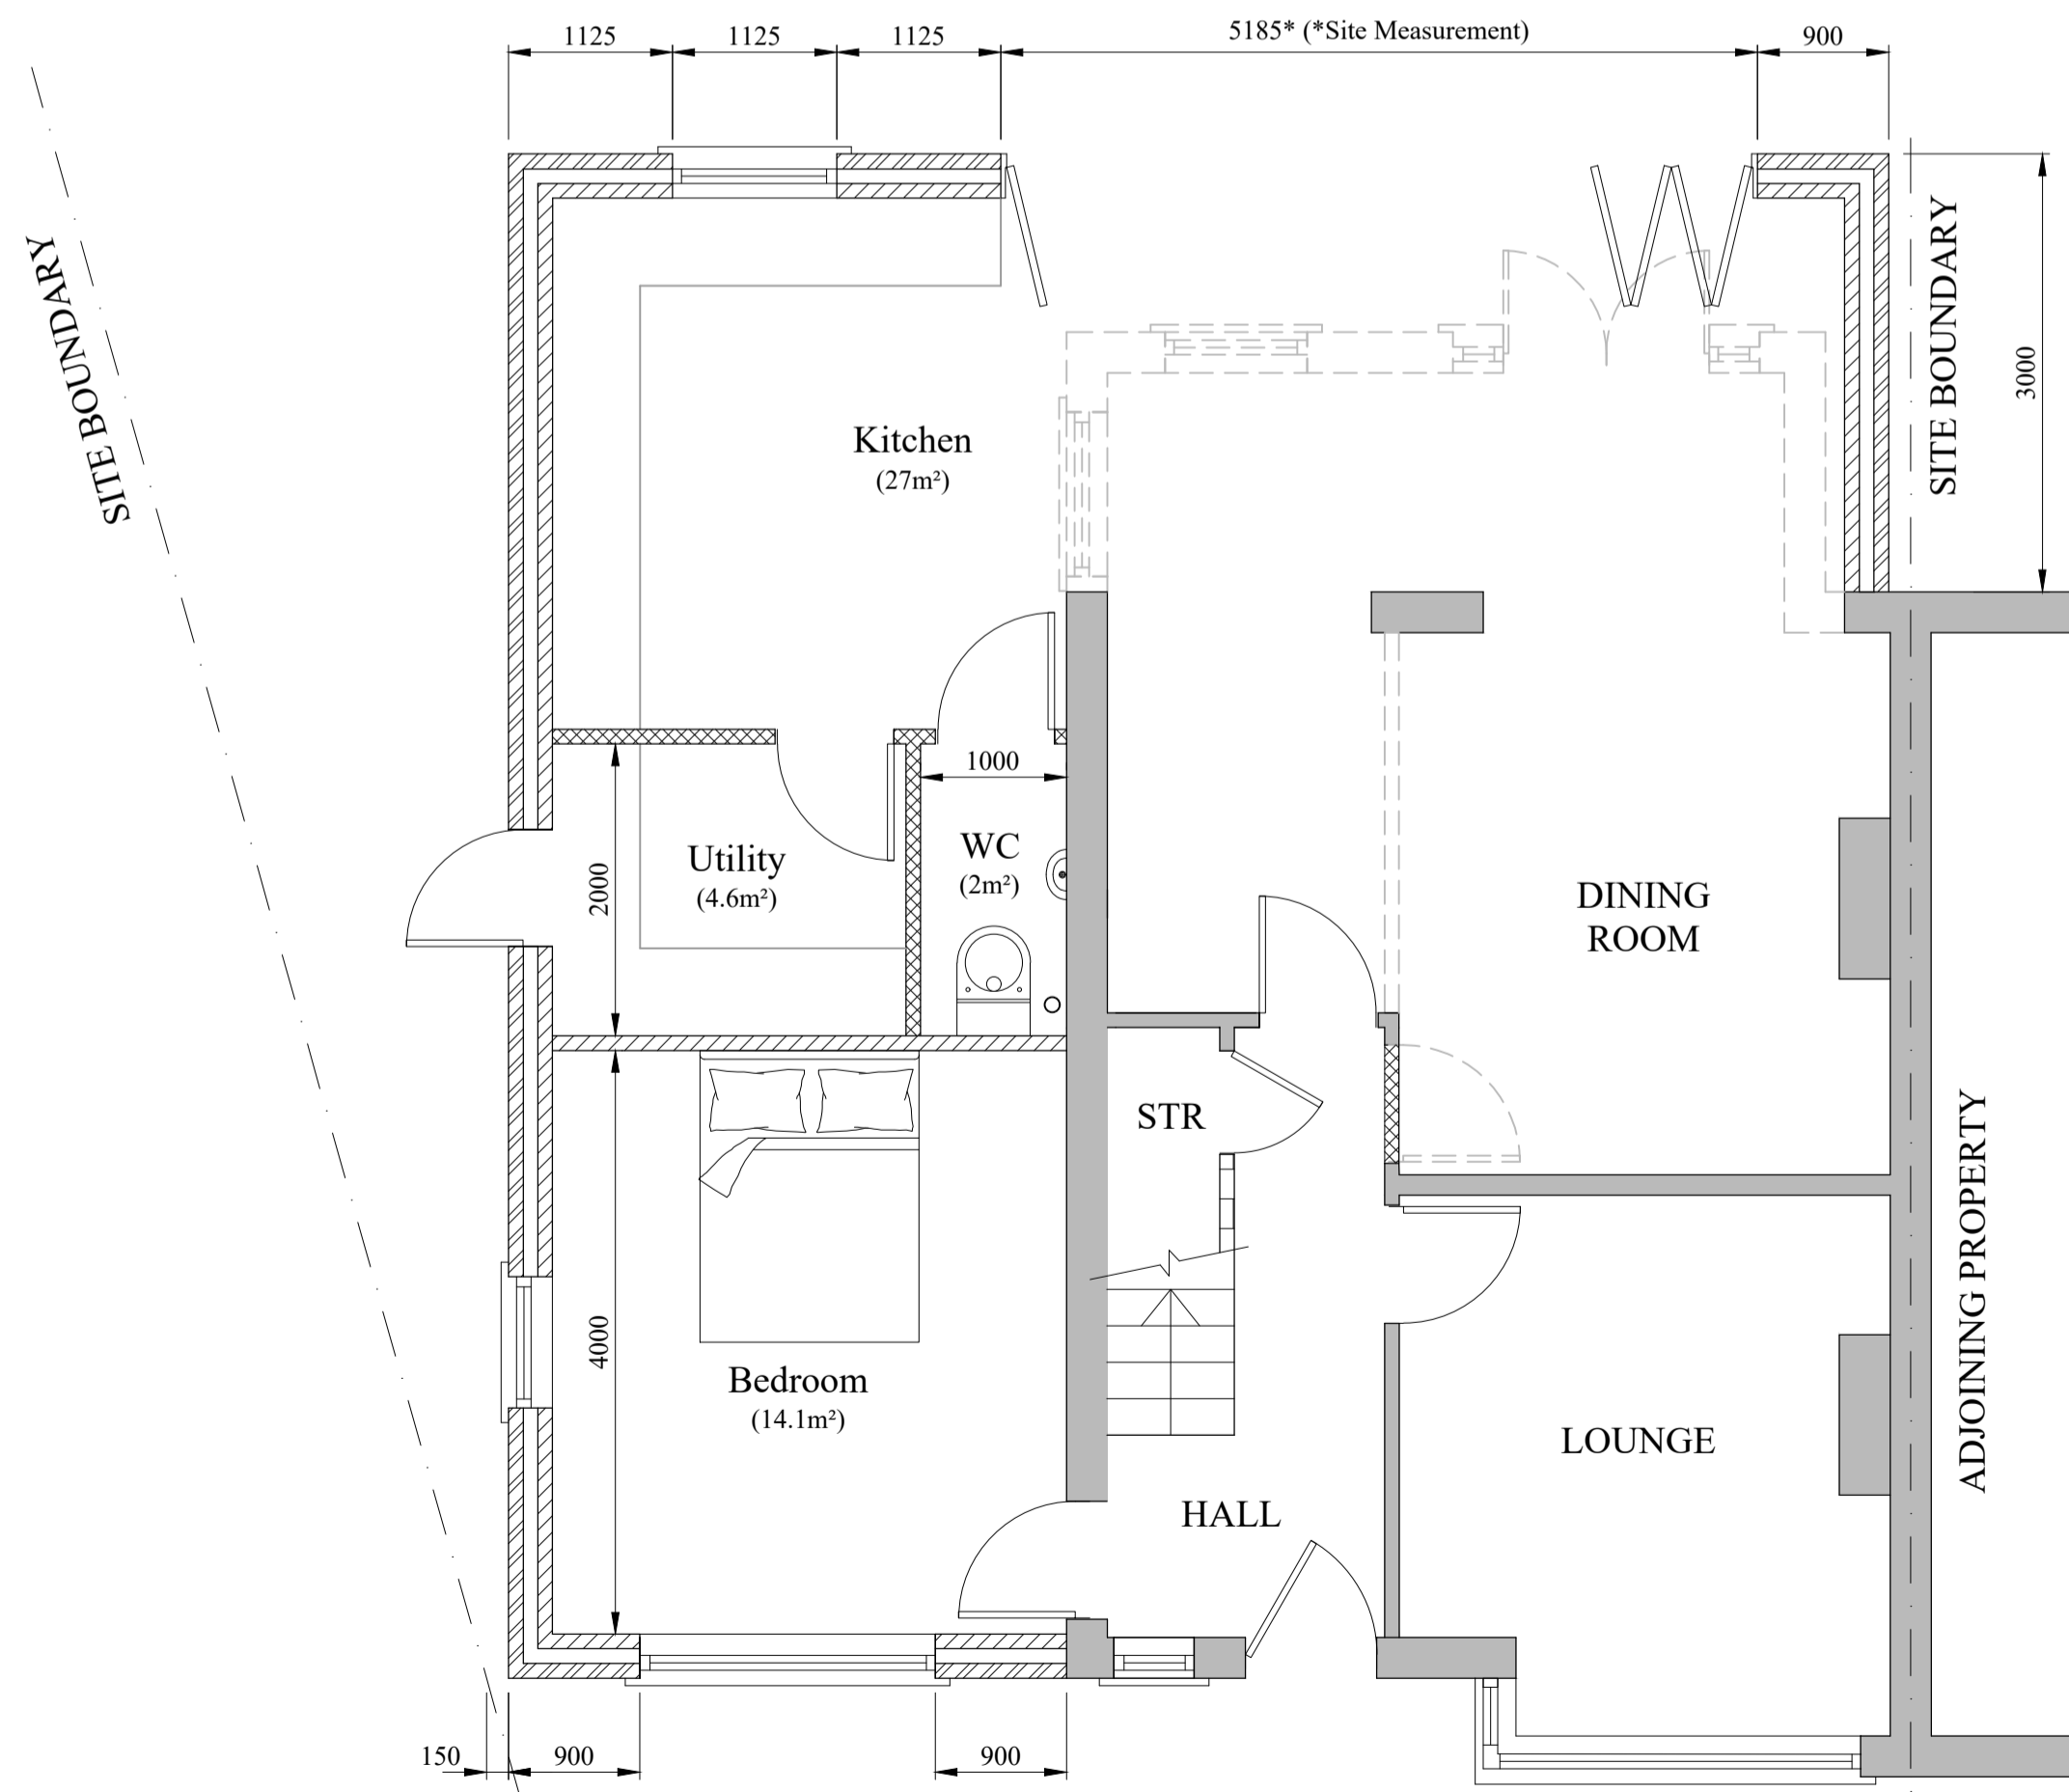 1125
1125
1125
5185* (*Site Measurement)
900
SITE BOUNDARY
SITE BOUNDARY
3000
Kitchen
(27m²)
1000
2000
Utility
(4.6m²)
WC
(2m²)
DINING
ROOM
STR
ADJOINING PROPERTY
4000
Bedroom
(14.1m²)
LOUNGE
HALL
150
900
900